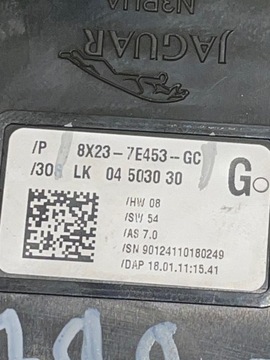 JAGUAR
/P 8X23-7E453-GC
/30R LK 04 5030 30
G
/HW 08
/SW 54
/AS 7.0
/SN 90124110180249
/DAP 18.01.11:15.41